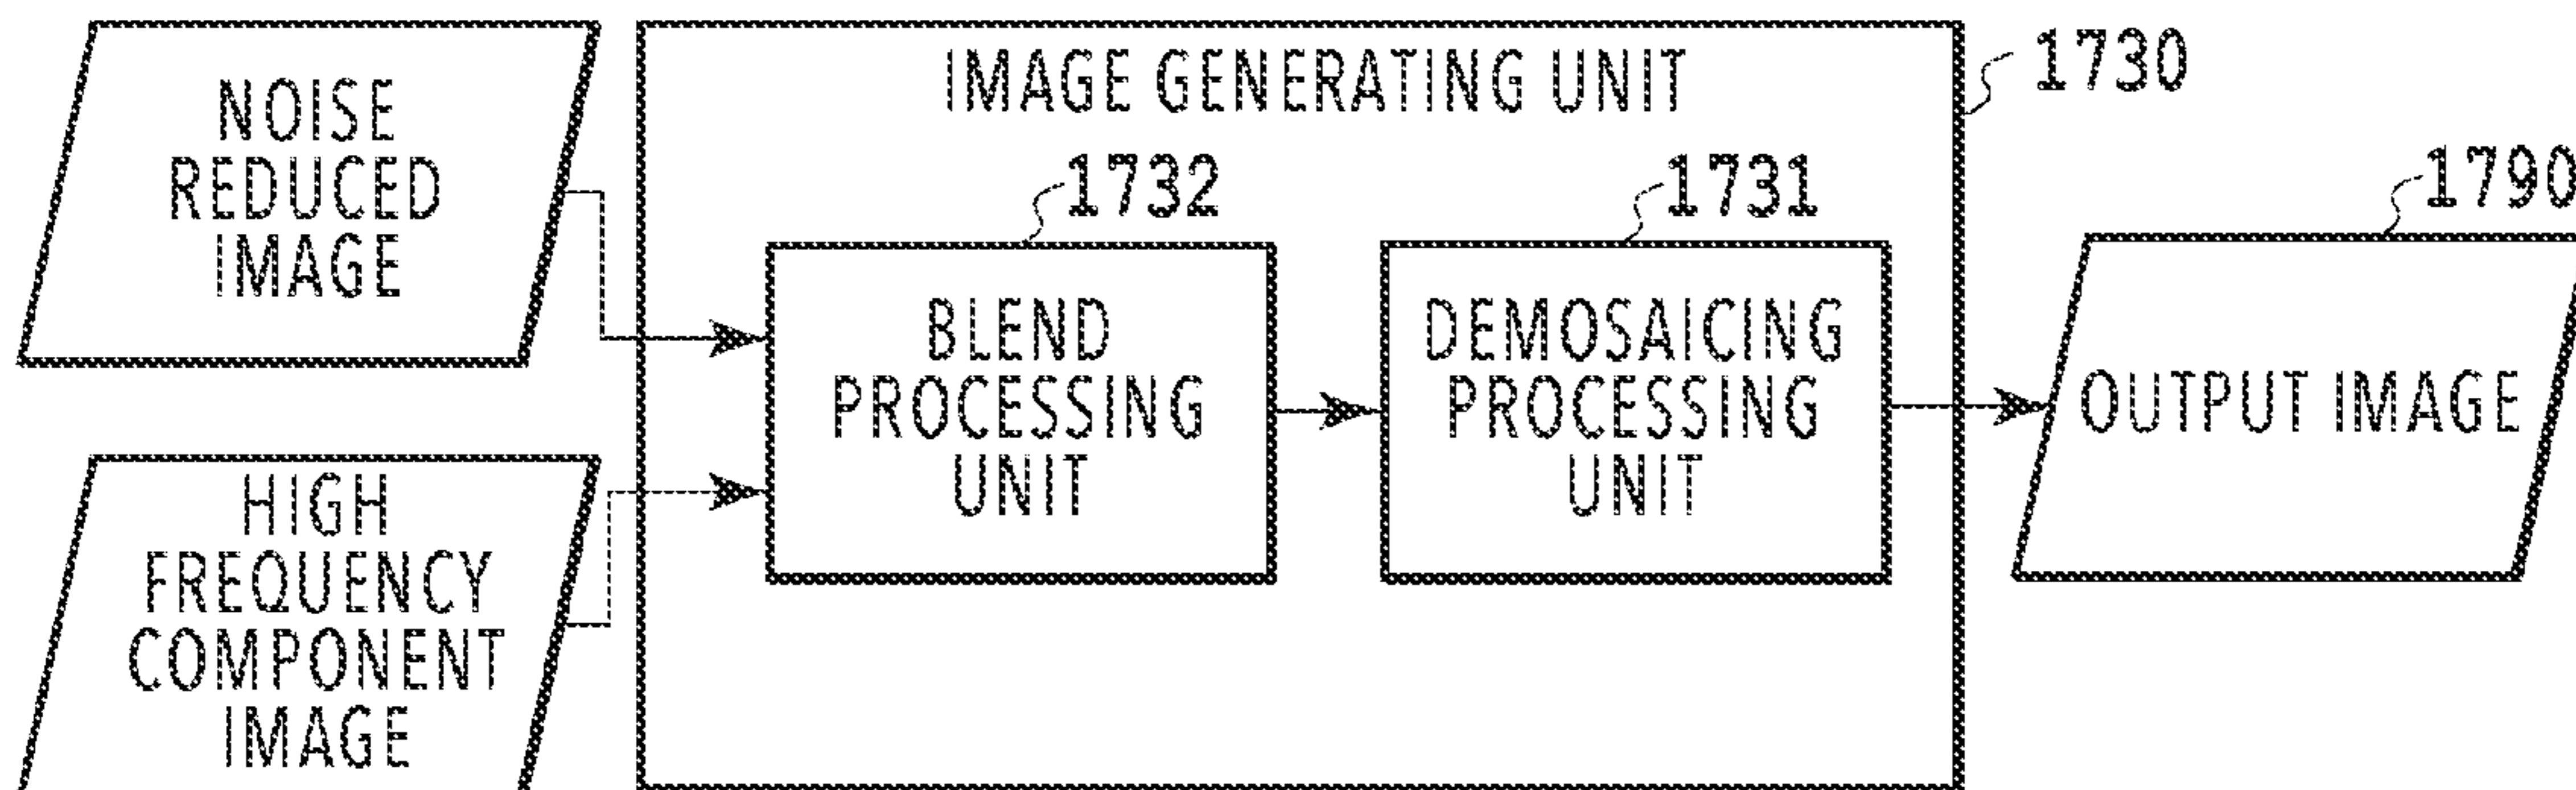 NOISE
REDUCED
IMAGE
HIGH
FREQUENCY
COMPONENT
IMAGE
IMAGE GENERATING UNIT
1730
1732
BLEND
PROCESSING
UNIT
1731
DEMOSAICING
PROCESSING
UNIT
1790
OUTPUT IMAGE